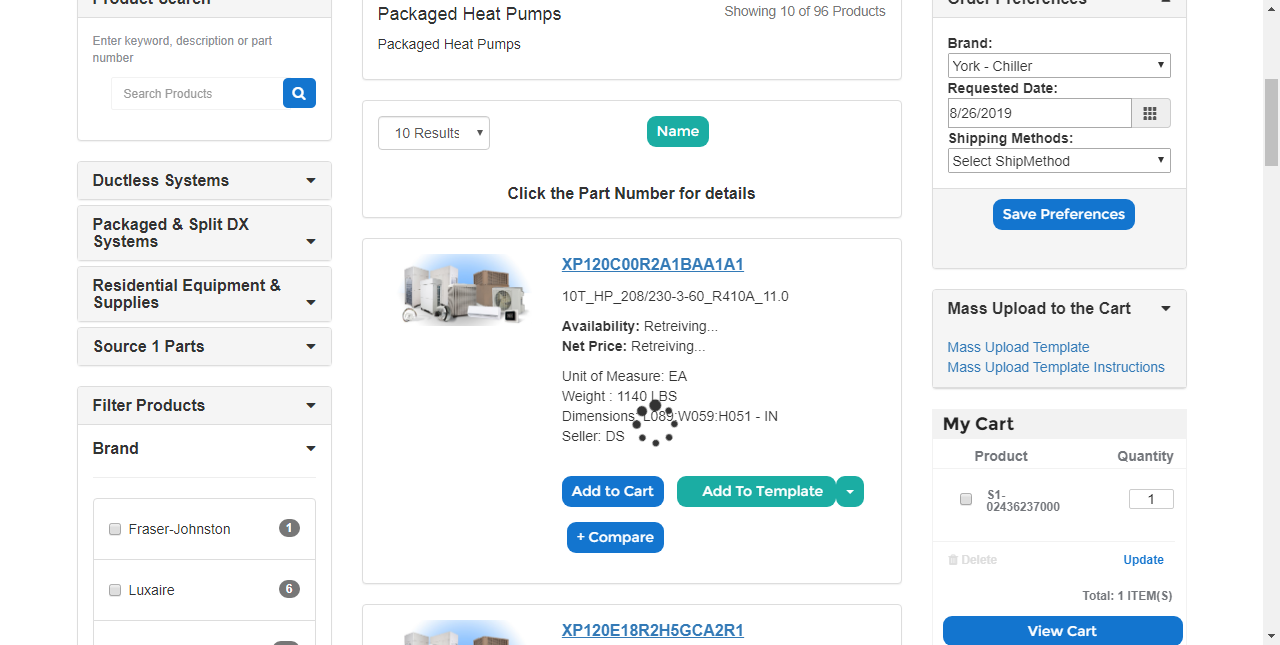 Product Search
Enter keyword, description or part
number
Search Products
Ductless Systems
Packaged & Split DX
Systems
Residential Equipment &
Supplies
Source 1 Parts
Filter Products
Brand
Fraser-Johnston 1
Luxaire 6
Packaged Heat Pumps
Showing 10 of 96 Products
Packaged Heat Pumps
10 Results
Name
Click the Part Number for details
XP120C00R2A1BAA1A1
10T_HP_208/230-3-60_R410A_11.0
Availability: Retreiving...
Net Price: Retreiving...
Unit of Measure: EA
Weight : 1140 LBS
Dimensions: L089:W059:H051 - IN
Seller: DS
Add to Cart
Add To Template
+ Compare
XP120E18R2H5GCA2R1
Order Preferences
Brand:
York - Chiller
Requested Date:
8/26/2019
Shipping Methods:
Select ShipMethod
Save Preferences
Mass Upload to the Cart
Mass Upload Template
Mass Upload Template Instructions
My Cart
Product Quantity
S1-
02436237000
1
Delete
Update
Total: 1 ITEM(S)
View Cart